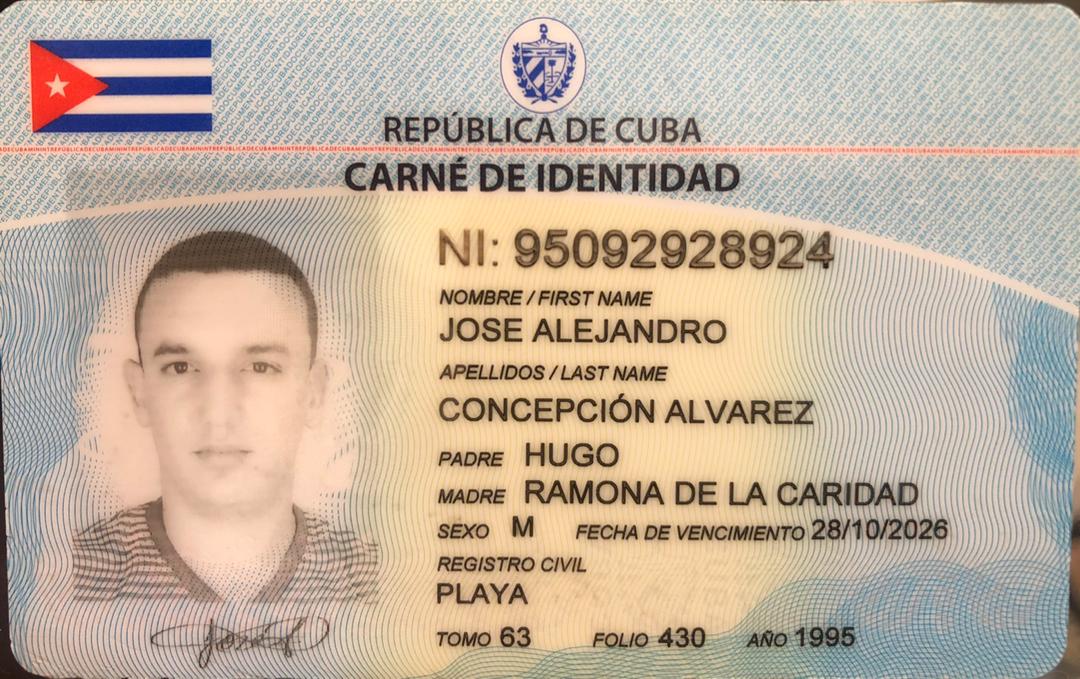 REPÚBLICA DE CUBA
CARNÉ DE IDENTIDAD
NI: 95092928924
NOMBRE / FIRST NAME
JOSE ALEJANDRO
APELLIDOS / LAST NAME
CONCEPCIÓN ALVAREZ
PADRE HUGO
MADRE RAMONA DE LA CARIDAD
SEXO M FECHA DE VENCIMIENTO 28/10/2026
REGISTRO CIVIL
PLAYA
TOMO 63 FOLIO 430 AÑO 1995